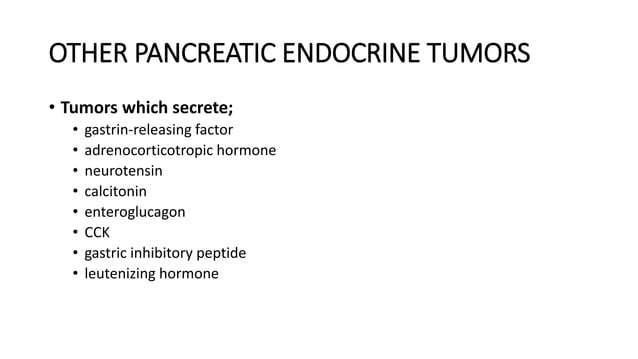 OTHER PANCREATIC ENDOCRINE TUMORS
• Tumors which secrete;
• gastrin-releasing factor
• adrenocorticotropic hormone
• neurotensin
• calcitonin
• enteroglucagon
• CCK
• gastric inhibitory peptide
• leutenizing hormone